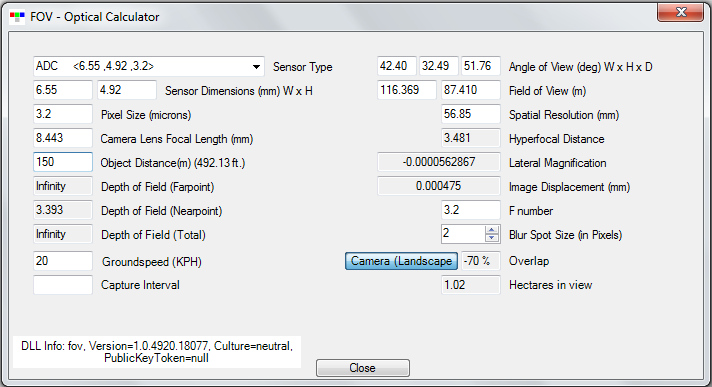 FOV - Optical Calculator
ADC <6.55 ,4.92 ,3.2> Sensor Type 42.40 32.49 51.76 Angle of View (deg) W x H x D
6.55 4.92 Sensor Dimensions (mm) W x H 116.369 87.410 Field of View (m)
3.2 Pixel Size (microns) 56.85 Spatial Resolution (mm)
8.443 Camera Lens Focal Length (mm) 3.481 Hyperfocal Distance
150 Object Distance(m) (492.13 ft.) -0.0000562867 Lateral Magnification
Infinity Depth of Field (Farpoint) 0.000475 Image Displacement (mm)
3.393 Depth of Field (Nearpoint) 3.2 F number
Infinity Depth of Field (Total) 2 Blur Spot Size (in Pixels)
20 Groundspeed (KPH) Camera (Landscape -70 % Overlap
Capture Interval 1.02 Hectares in view
DLL Info: fov, Version=1.0.4920.18077, Culture=neutral,
PublicKeyToken=null
Close